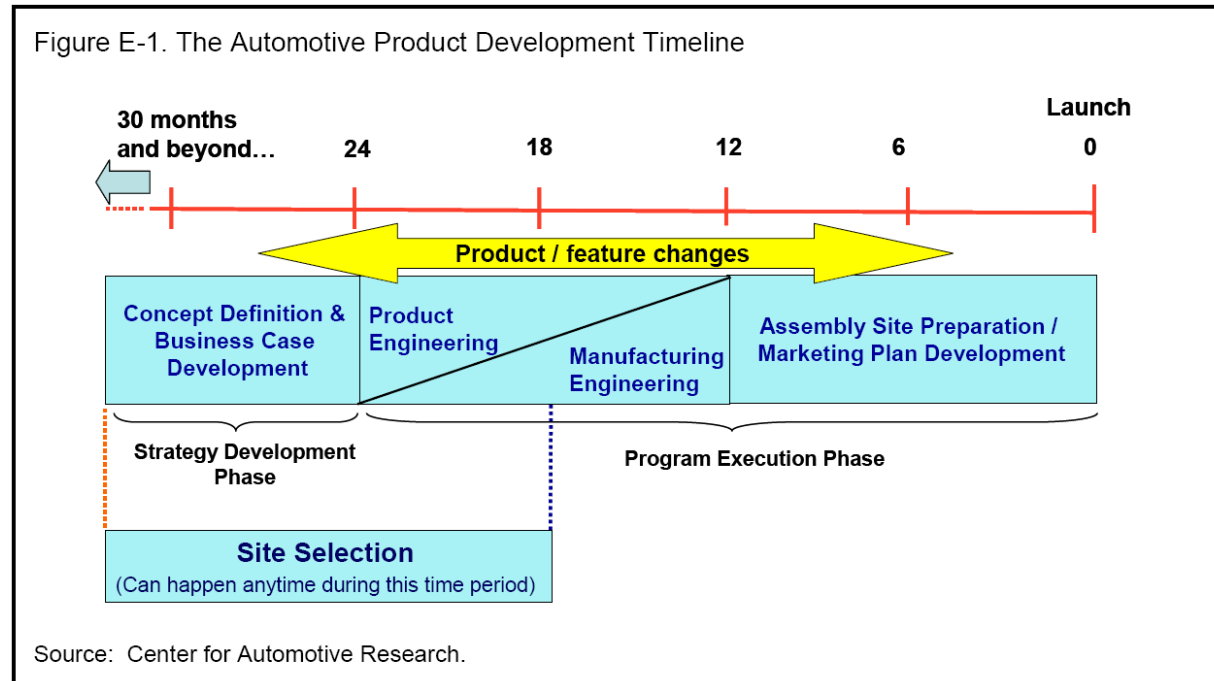 Figure E-1. The Automotive Product Development Timeline
30 months
and beyond...
24
18
12
6
Launch
0
Product / feature changes
Concept Definition &
Business Case
Development
Product
Engineering
Manufacturing
Engineering
Assembly Site Preparation /
Marketing Plan Development
Strategy Development
Phase
Program Execution Phase
Site Selection
(Can happen anytime during this time period)
Source: Center for Automotive Research.